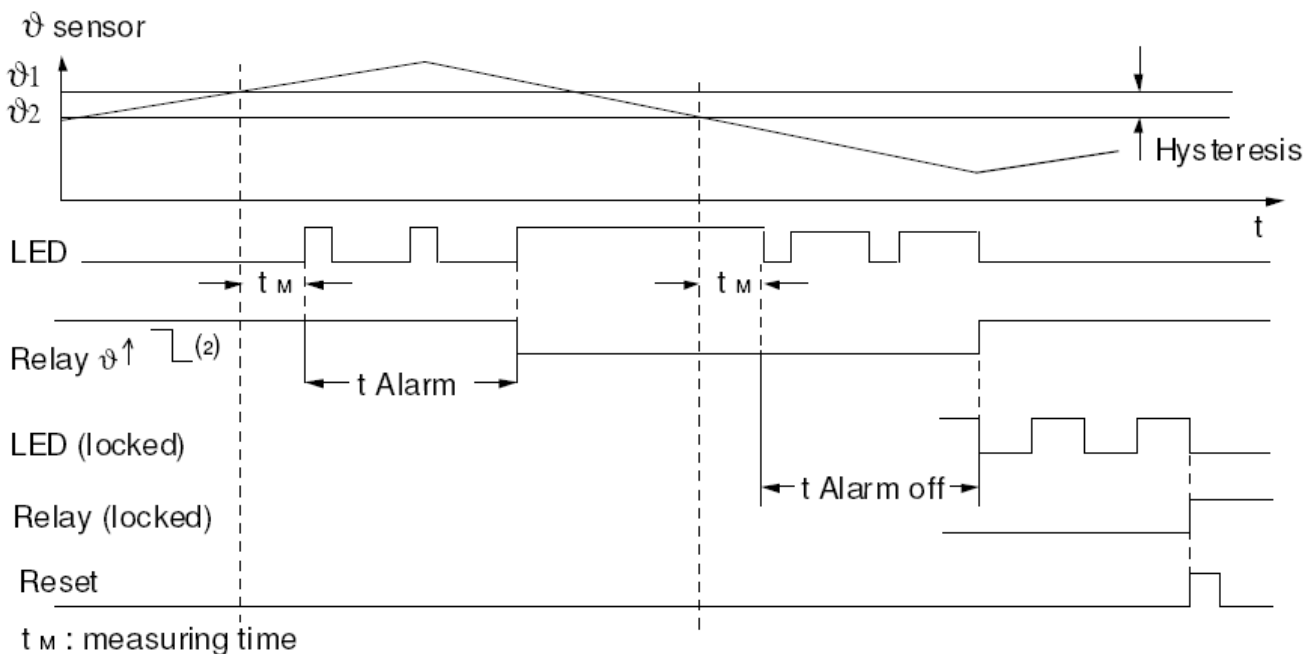 ϑ sensor
ϑ1
ϑ2
Hysteresis
t
LED
t M
t M
Relay ϑ↑ (2)
t Alarm
LED (locked)
t Alarm off
Relay (locked)
Reset
t M : measuring time